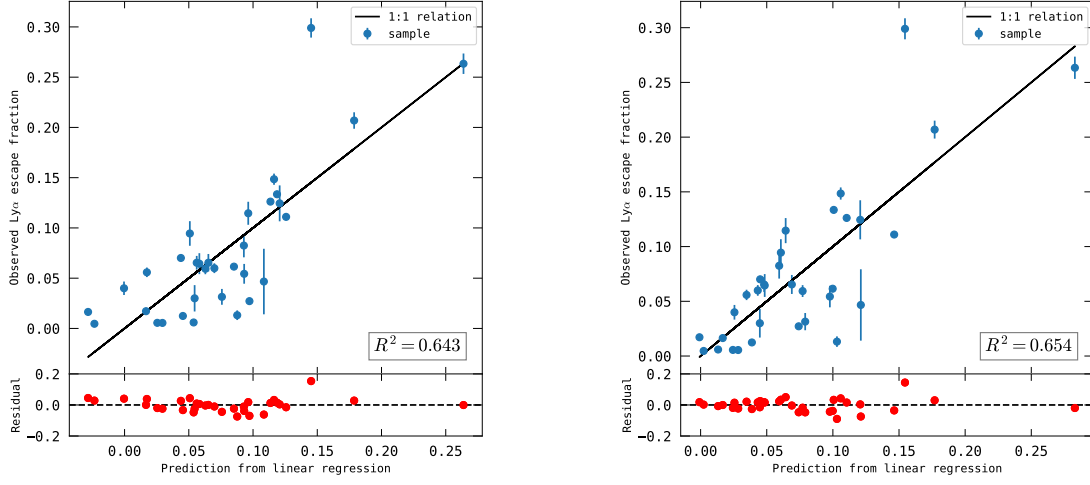 0.30
0.25
0.20
0.15
0.10
0.05
0.00
Observed Lyα escape fraction
1:1 relation
sample
R² = 0.643
0.2
0.0
−0.2
Residual
0.00 0.05 0.10 0.15 0.20 0.25
Prediction from linear regression
0.30
0.25
0.20
0.15
0.10
0.05
0.00
Observed Lyα escape fraction
1:1 relation
sample
R² = 0.654
0.2
0.0
−0.2
Residual
0.00 0.05 0.10 0.15 0.20 0.25
Prediction from linear regression